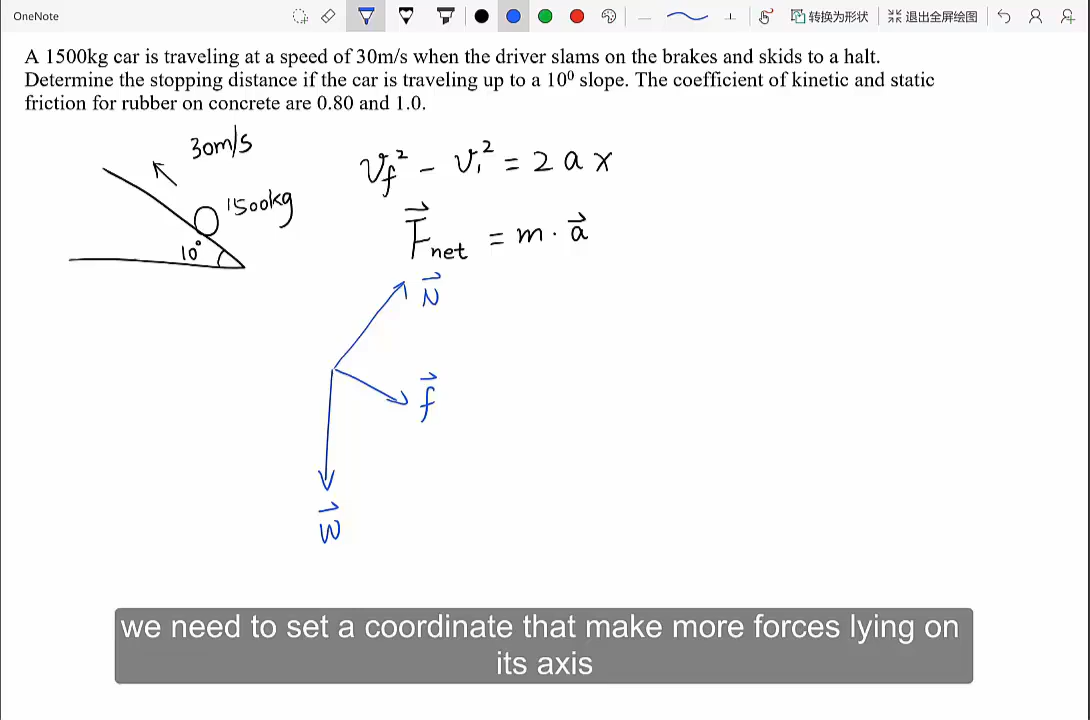 OneNote
转换为形状
退出全屏绘图
A 1500kg car is traveling at a speed of 30m/s when the driver slams on the brakes and skids to a halt.
Determine the stopping distance if the car is traveling up to a 10⁰ slope. The coefficient of kinetic and static
friction for rubber on concrete are 0.80 and 1.0.
30m/s
1500kg
10°
v_f² - v_i² = 2 a x
F⃗_net = m · a⃗
N⃗
f⃗
W⃗
we need to set a coordinate that make more forces lying on
its axis